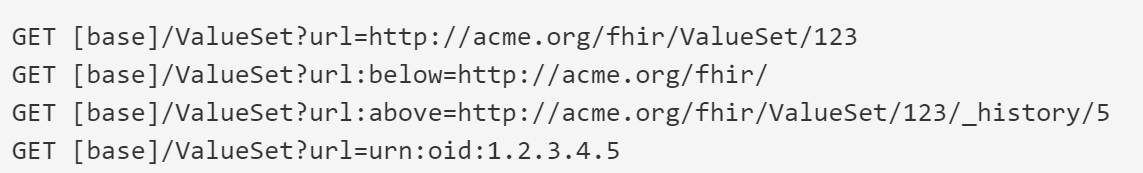 GET [base]/ValueSet?url=http://acme.org/fhir/ValueSet/123
GET [base]/ValueSet?url:below=http://acme.org/fhir/
GET [base]/ValueSet?url:above=http://acme.org/fhir/ValueSet/123/_history/5
GET [base]/ValueSet?url=urn:oid:1.2.3.4.5